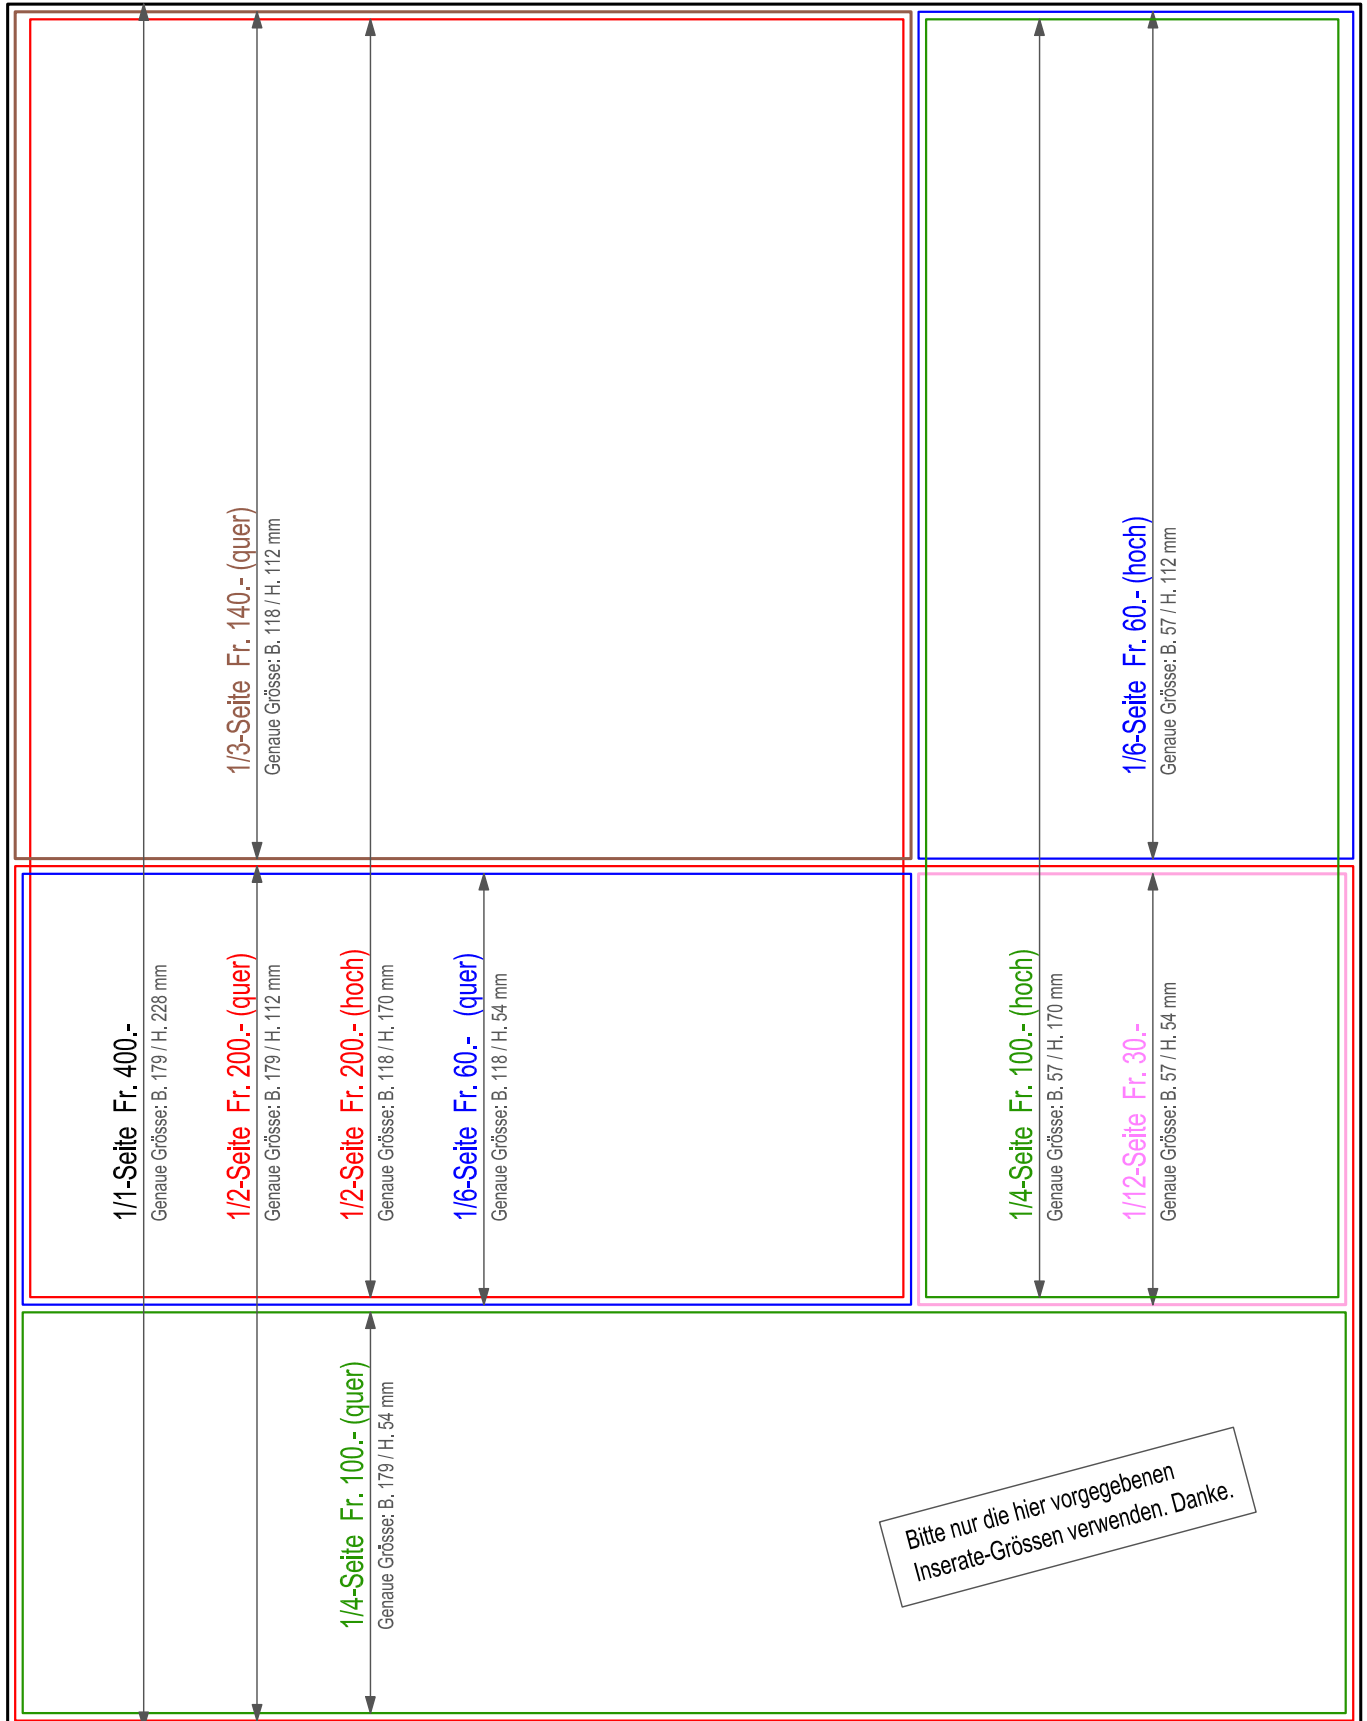 1/3-Seite Fr. 140.- (quer)
Genaue Grösse: B. 118 / H. 112 mm
1/6-Seite Fr. 60.- (hoch)
Genaue Grösse: B. 57 / H. 112 mm
1/1-Seite Fr. 400.-
Genaue Grösse: B. 179 / H. 228 mm
1/2-Seite Fr. 200.- (quer)
Genaue Grösse: B. 179 / H. 112 mm
1/2-Seite Fr. 200.- (hoch)
Genaue Grösse: B. 118 / H. 170 mm
1/6-Seite Fr. 60.- (quer)
Genaue Grösse: B. 118 / H. 54 mm
1/4-Seite Fr. 100.- (hoch)
Genaue Grösse: B. 57 / H. 170 mm
1/12-Seite Fr. 30.-
Genaue Grösse: B. 57 / H. 54 mm
1/4-Seite Fr. 100.- (quer)
Genaue Grösse: B. 179 / H. 54 mm
Bitte nur die hier vorgegebenen
Inserate-Grössen verwenden. Danke.